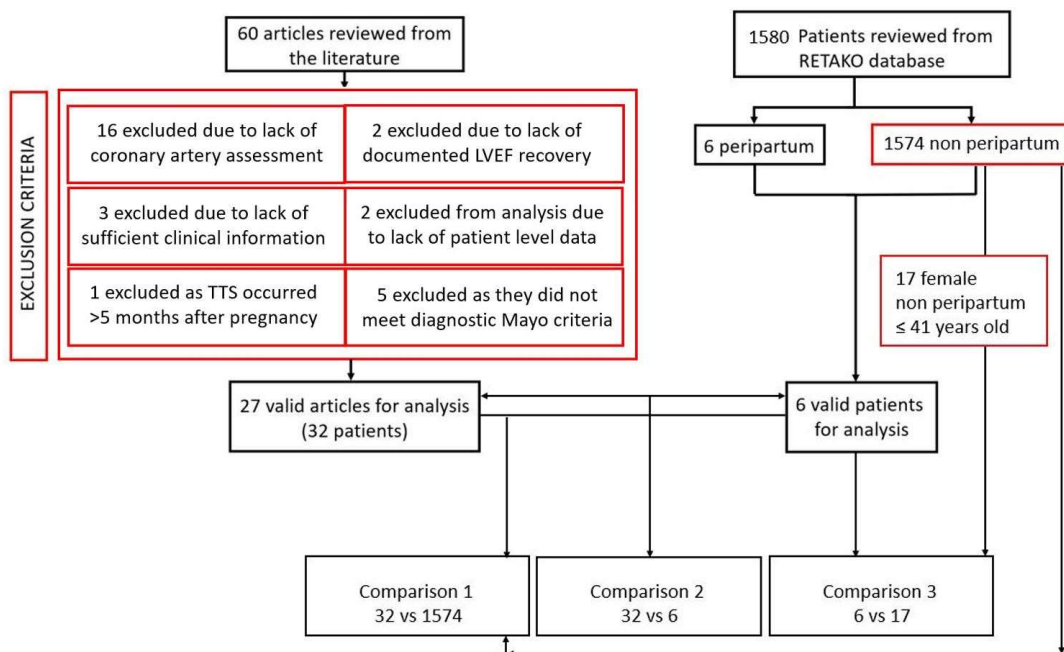 60 articles reviewed from
the literature
1580 Patients reviewed from
RETAKO database
EXCLUSION CRITERIA
16 excluded due to lack of
coronary artery assessment
2 excluded due to lack of
documented LVEF recovery
3 excluded due to lack of
sufficient clinical information
2 excluded from analysis due
to lack of patient level data
1 excluded as TTS occurred
>5 months after pregnancy
5 excluded as they did not
meet diagnostic Mayo criteria
6 peripartum
1574 non peripartum
17 female
non peripartum
≤ 41 years old
27 valid articles for analysis
(32 patients)
6 valid patients
for analysis
Comparison 1
32 vs 1574
Comparison 2
32 vs 6
Comparison 3
6 vs 17